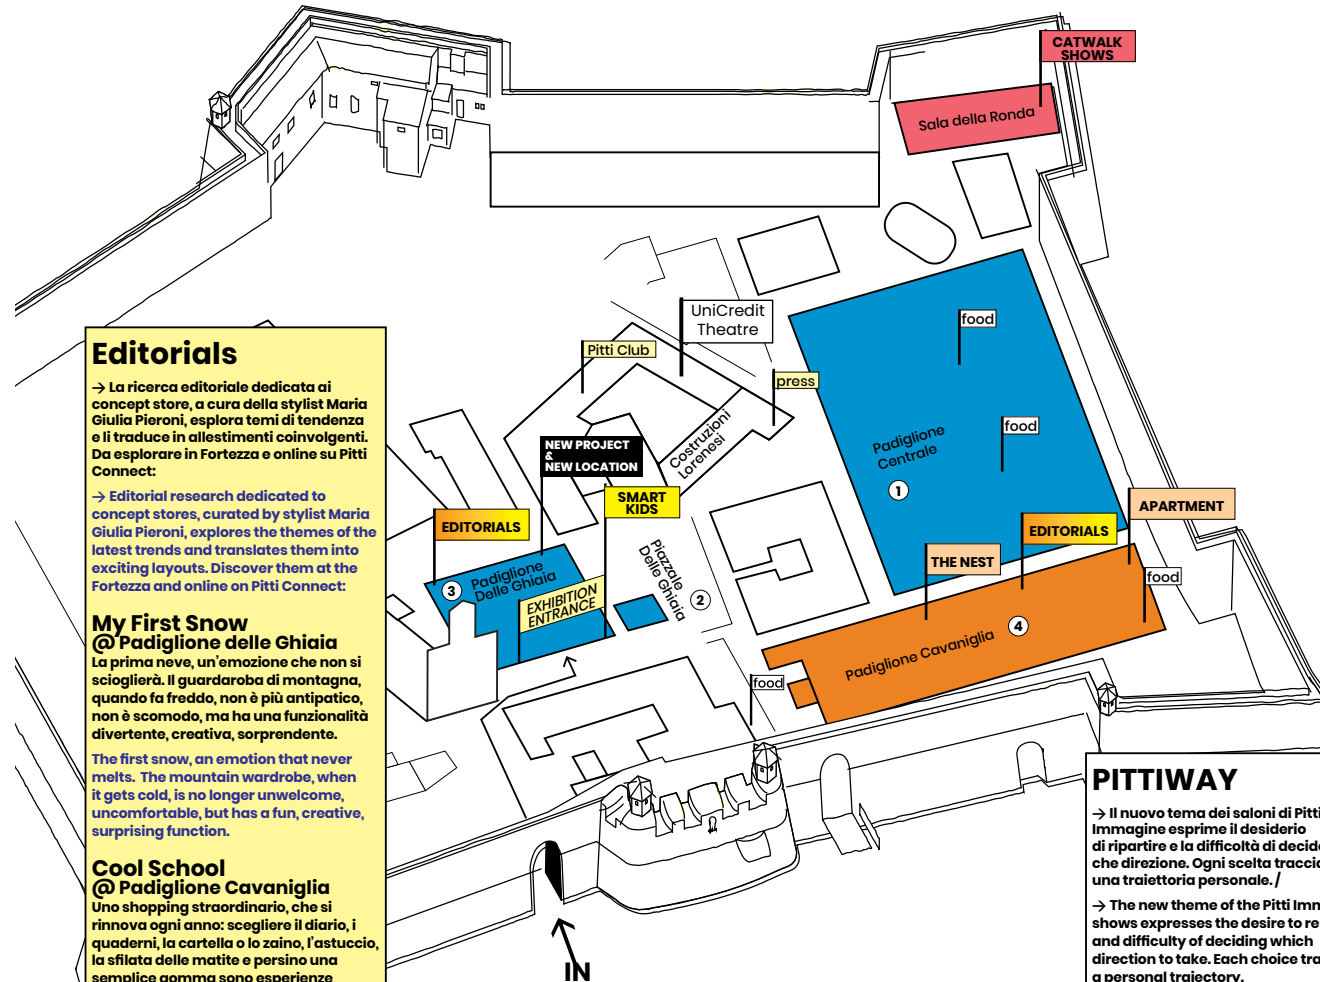 CATWALK
SHOWS
Sala della Ronda
UniCredit
Theatre
food
Pitti Club
press
food
Costruzioni
Lorenesi
Padiglione
Centrale
1
NEW PROJECT
&
NEW LOCATION
SMART
KIDS
EDITORIALS
APARTMENT
EDITORIALS
THE NEST
food
3
Padiglione
Delle Ghiaia
EXHIBITION
ENTRANCE
Piazzale
Delle Ghiaia
2
4
Padiglione Cavaniglia
food
IN
Editorials
→ La ricerca editoriale dedicata ai
concept store, a cura della stylist Maria
Giulia Pieroni, esplora temi di tendenza
e li traduce in allestimenti coinvolgenti.
Da esplorare in Fortezza e online su Pitti
Connect:
→ Editorial research dedicated to
concept stores, curated by stylist Maria
Giulia Pieroni, explores the themes of the
latest trends and translates them into
exciting layouts. Discover them at the
Fortezza and online on Pitti Connect:
My First Snow
@ Padiglione delle Ghiaia
La prima neve, un'emozione che non si
scioglierà. Il guardaroba di montagna,
quando fa freddo, non è più antipatico,
non è scomodo, ma ha una funzionalità
divertente, creativa, sorprendente.
The first snow, an emotion that never
melts. The mountain wardrobe, when
it gets cold, is no longer unwelcome,
uncomfortable, but has a fun, creative,
surprising function.
Cool School
@ Padiglione Cavaniglia
Uno shopping straordinario, che si
rinnova ogni anno: scegliere il diario, i
quaderni, la cartella o lo zaino, l'astuccio,
la sfilata delle matite e persino una
semplice gomma sono esperienze
PITTIWAY
→ Il nuovo tema dei saloni di Pitti
Immagine esprime il desiderio
di ripartire e la difficoltà di decid
che direzione. Ogni scelta traccia
una traiettoria personale. /
→ The new theme of the Pitti Imm
shows expresses the desire to re
and difficulty of deciding which
direction to take. Each choice tra
a personal trajectory.